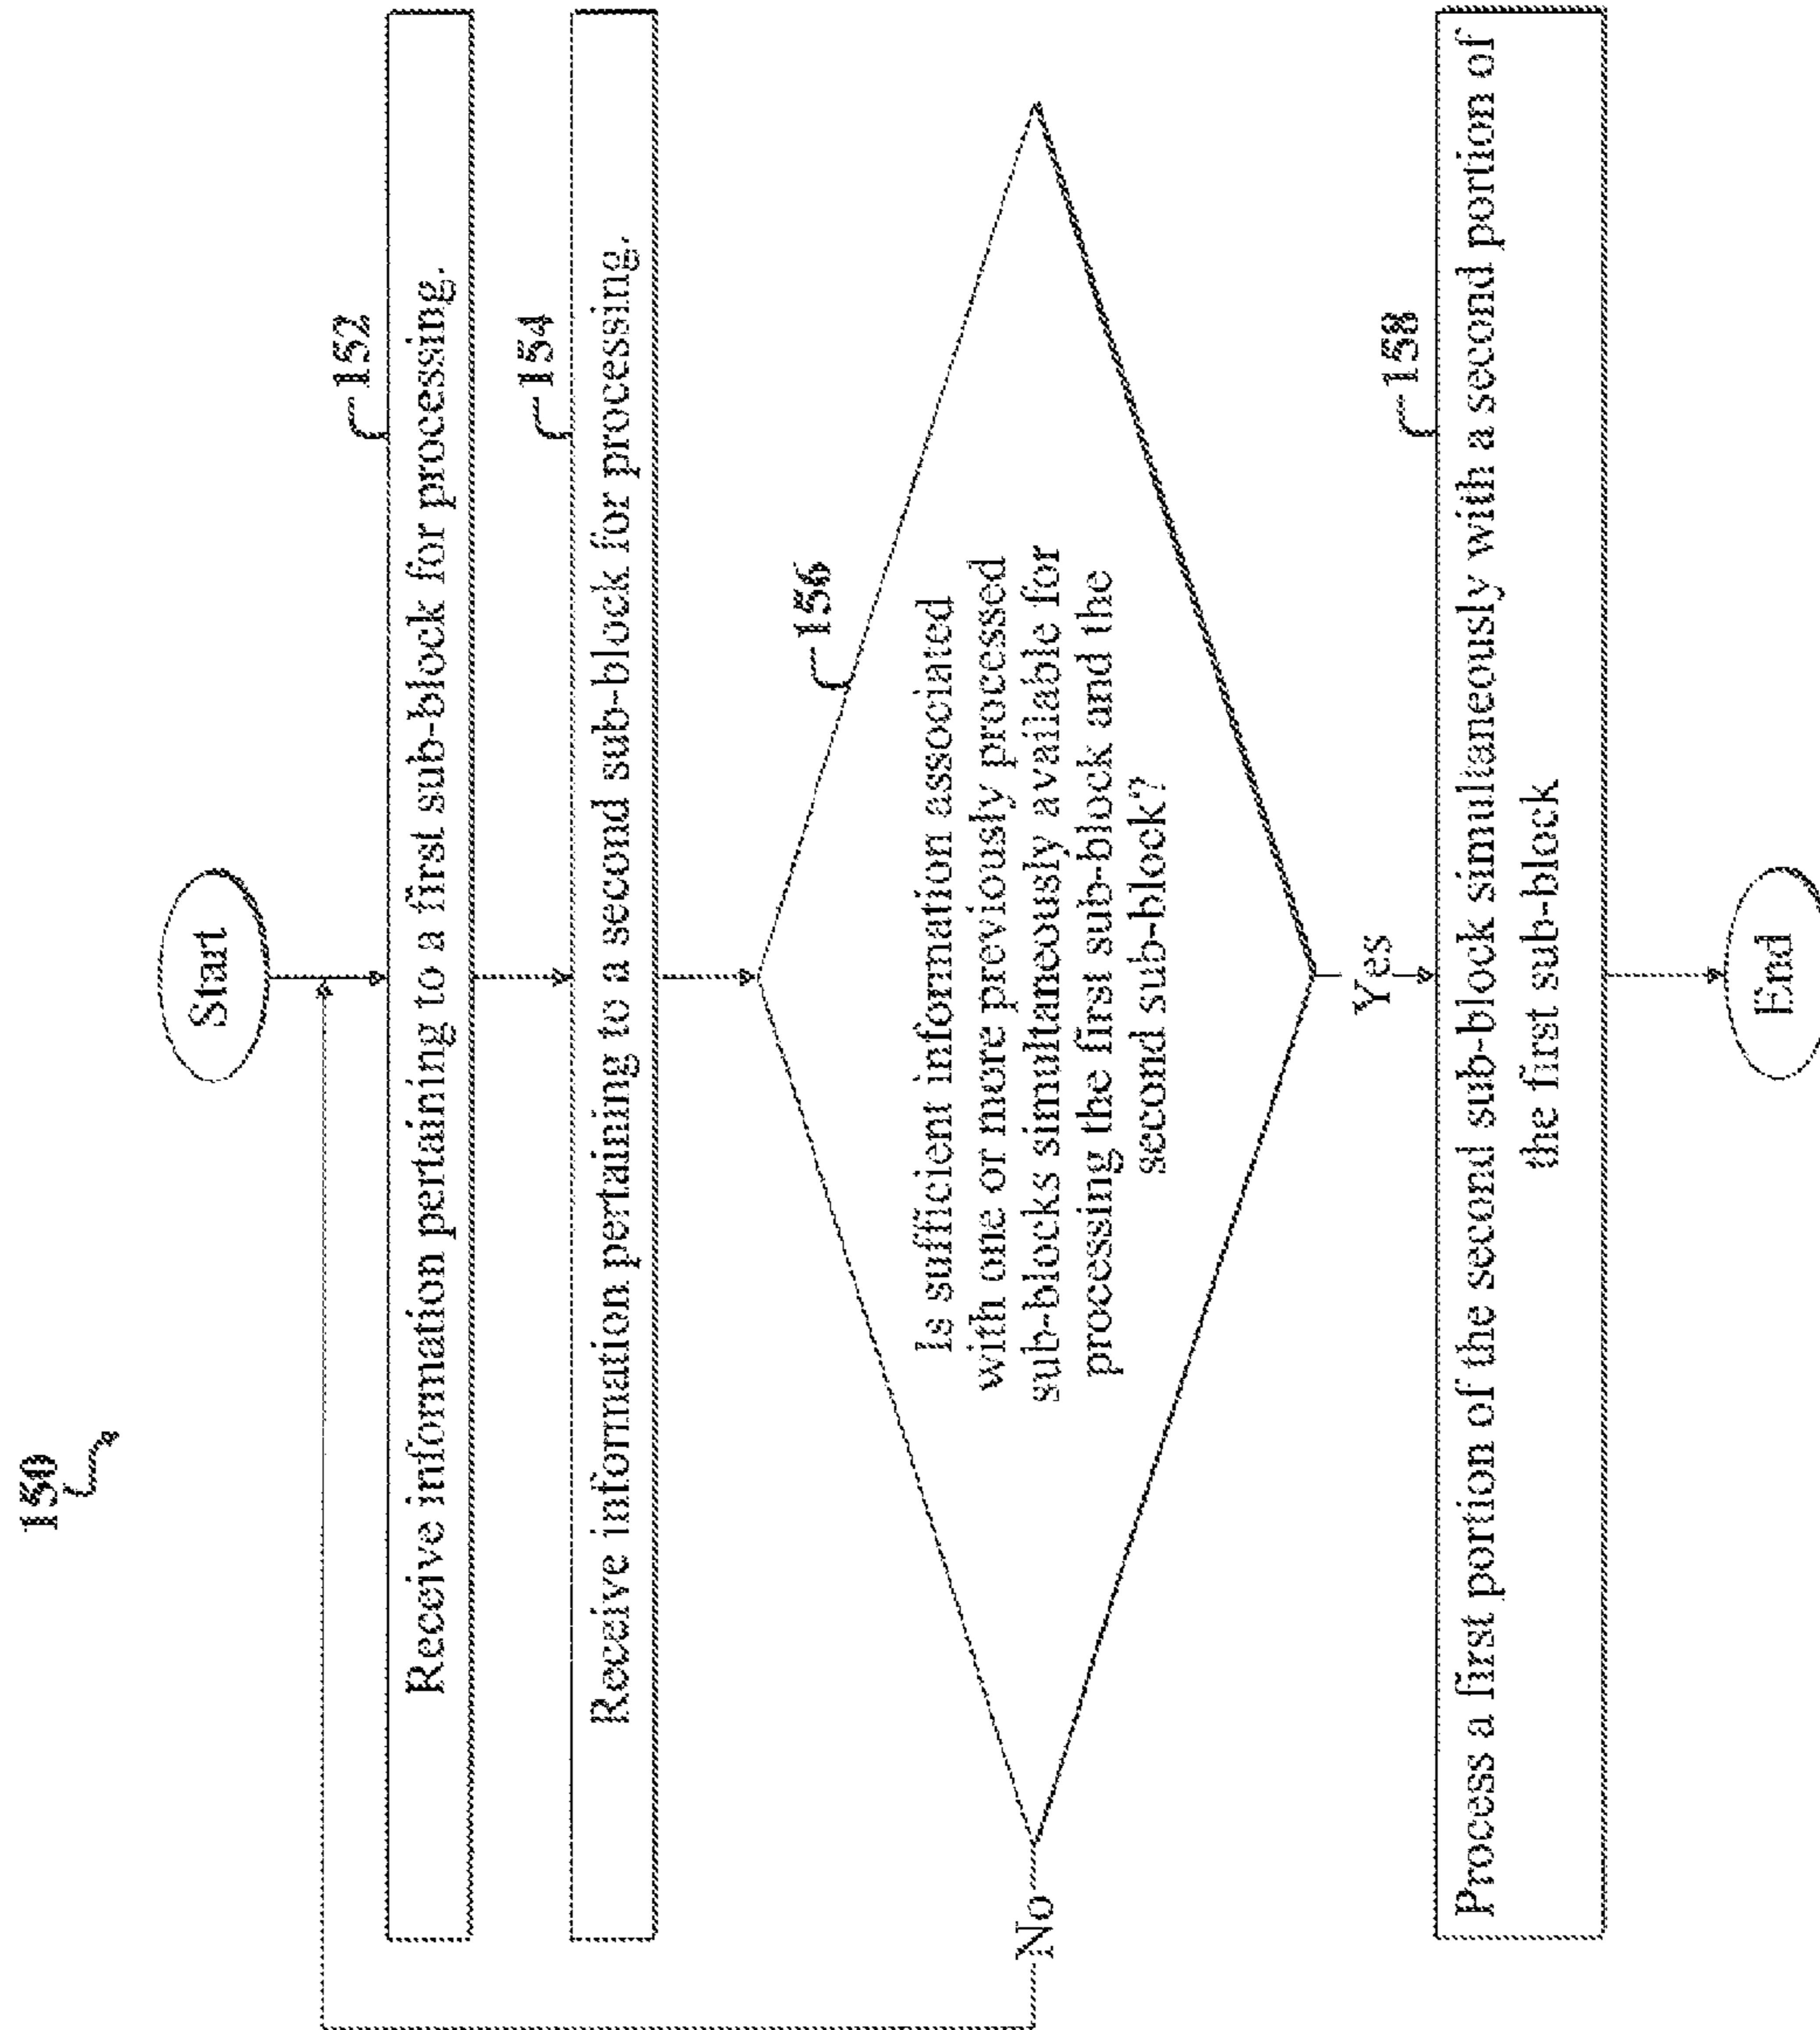 150
Start
152
Receive information pertaining to a first sub-block for processing.
154
Receive information pertaining to a second sub-block for processing.
156
Is sufficient information associated
with one or more previously processed
sub-blocks simultaneously available for
processing the first sub-block and the
second sub-block?
No
Yes
158
Process a first portion of the second sub-block simultaneously with a second portion of
the first sub-block
End